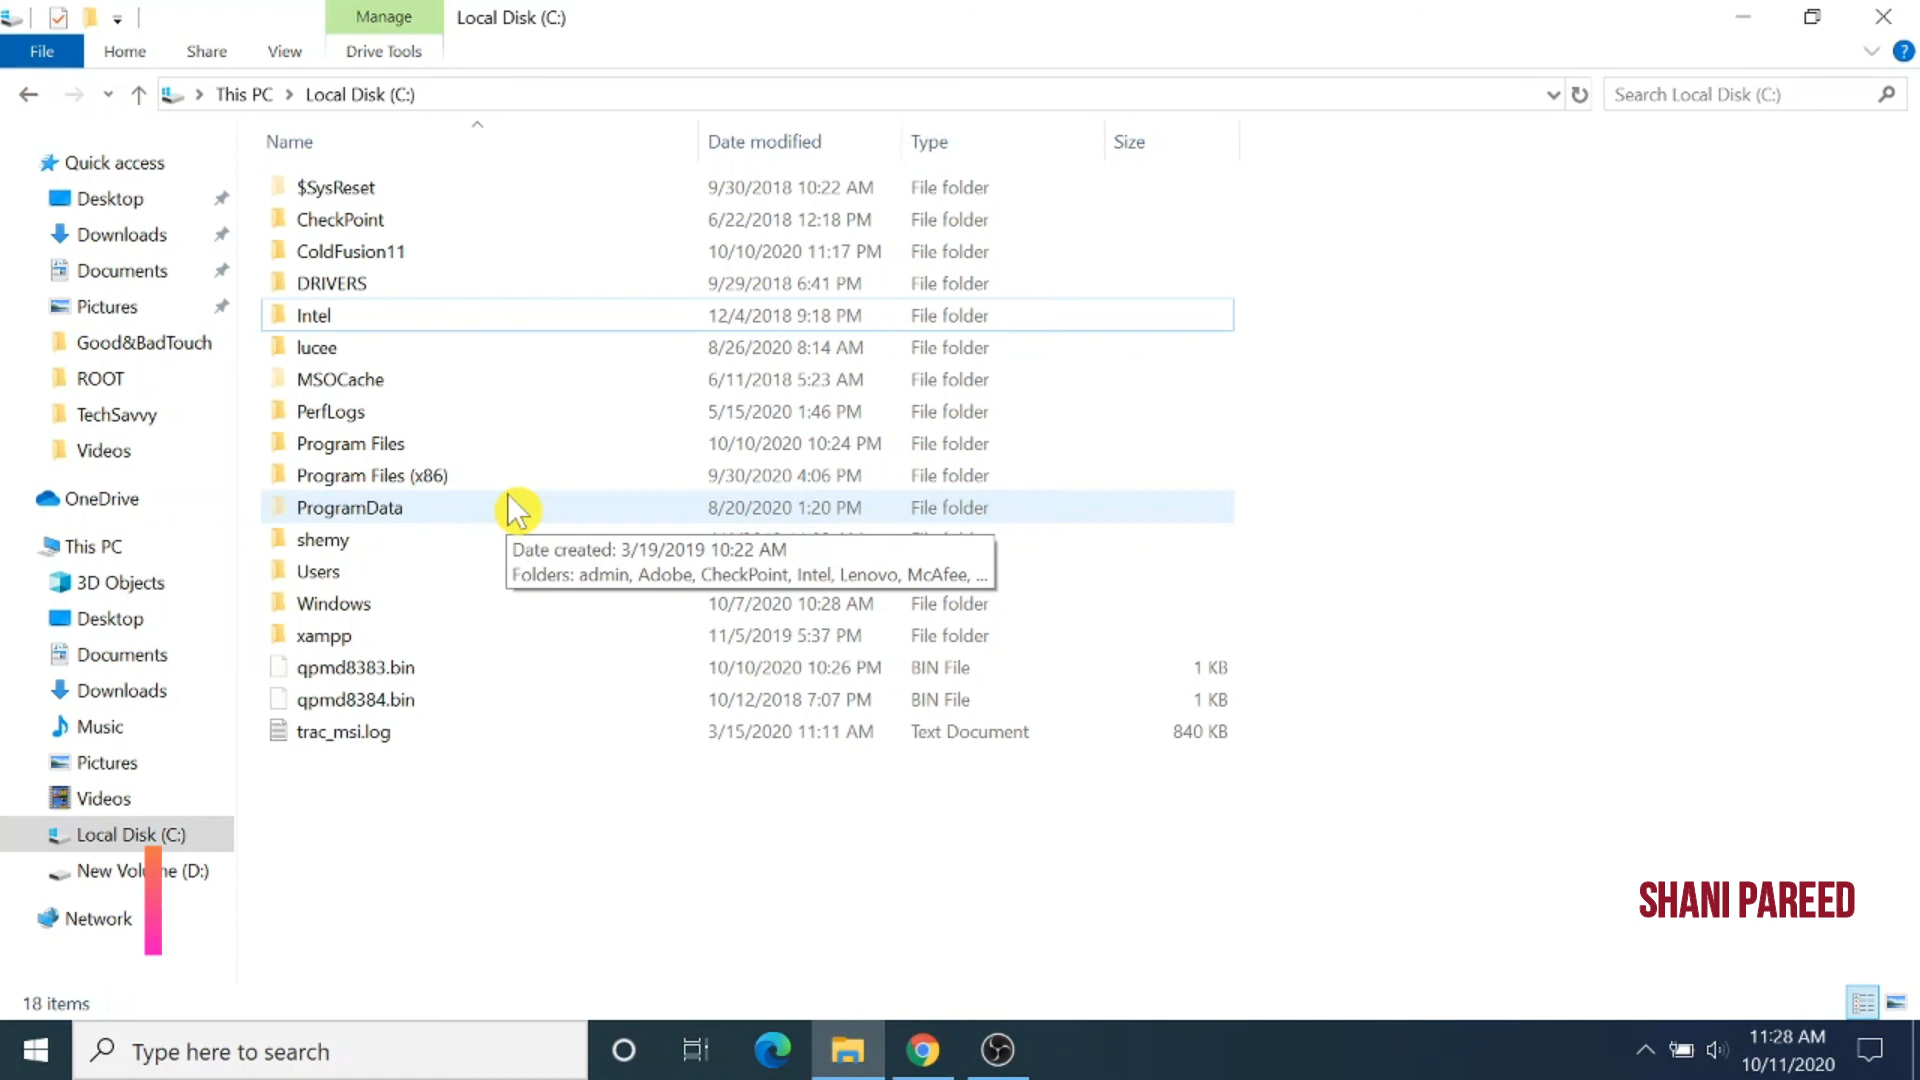 Manage
Local Disk (C:)
File
Home
Share
View
Drive Tools
?
This PC
Local Disk (C:)
Search Local Disk (C:)
Name
Date modified
Type
Size
Quick access
Desktop
Downloads
Documents
Pictures
Good&BadTouch
ROOT
TechSavvy
Videos
OneDrive
This PC
3D Objects
Desktop
Documents
Downloads
Music
Pictures
Videos
Local Disk (C:)
(D:)
Network
$SysReset 9/30/2018 10:22 AM File folder
CheckPoint 6/22/2018 12:18 PM File folder
ColdFusion11 10/10/2020 11:17 PM File folder
DRIVERS 9/29/2018 6:41 PM File folder
Intel 12/4/2018 9:18 PM File folder
lucee 8/26/2020 8:14 AM File folder
MSOCache 6/11/2018 5:23 AM File folder
PerfLogs 5/15/2020 1:46 PM File folder
Program Files 10/10/2020 10:24 PM File folder
Program Files (x86) 9/30/2020 4:06 PM File folder
ProgramData 8/20/2020 1:20 PM File folder
shemy
Date created: 3/19/2019 10:22 AM
Folders: admin, Adobe, CheckPoint, Intel, Lenovo, McAfee, ...
Users
Windows 10/7/2020 10:28 AM File folder
xampp 11/5/2019 5:37 PM File folder
qpmd8383.bin 10/10/2020 10:26 PM BIN File 1 KB
qpmd8384.bin 10/12/2018 7:07 PM BIN File 1 KB
trac_msi.log 3/15/2020 11:11 AM Text Document 840 KB
SHANI PAREED
18 items
Type here to search
11:28 AM
10/11/2020